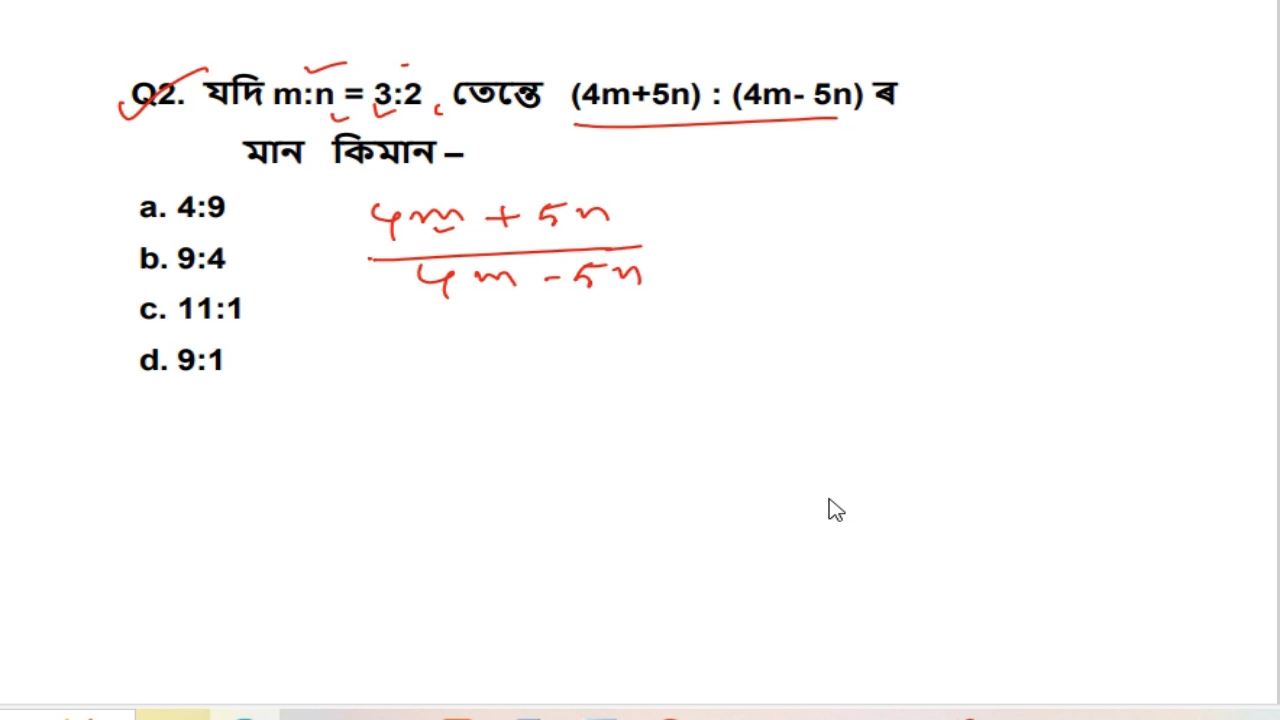 Q2. যদি m:n = 3:2 , তেন্তে (4m+5n) : (4m- 5n) ৰ
মান কিমান –
a. 4:9
4m + 5n
b. 9:4
4m - 5n
c. 11:1
d. 9:1